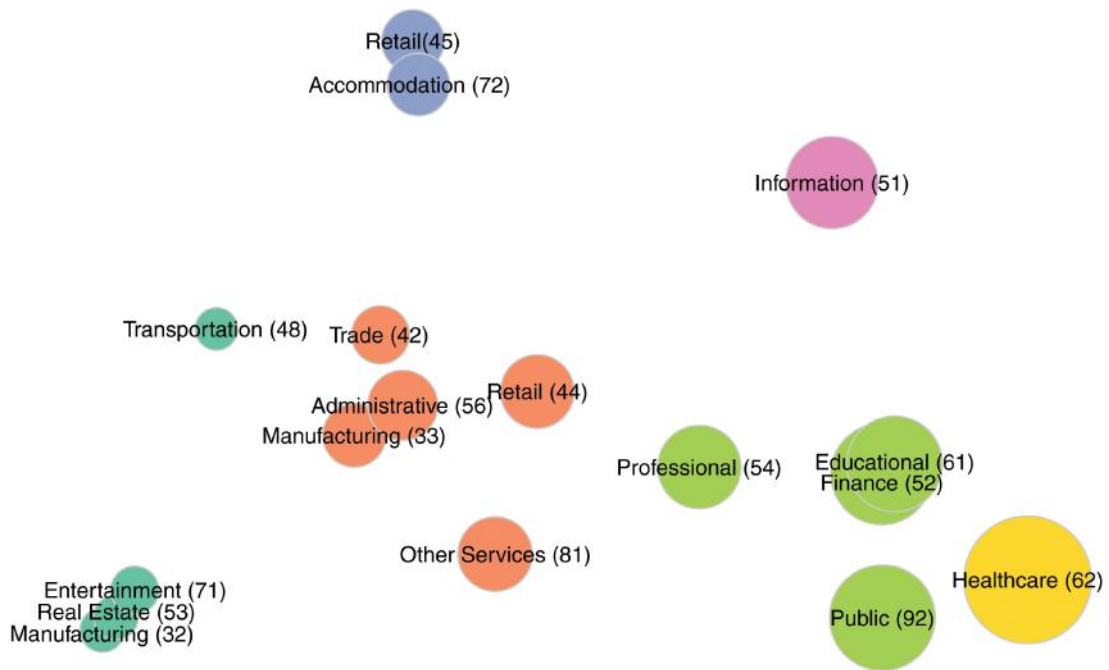 Retail(45)
Accommodation (72)
Information (51)
Transportation (48)
Trade (42)
Retail (44)
Administrative (56)
Manufacturing (33)
Professional (54)
Educational (61)
Finance (52)
Other Services (81)
Healthcare (62)
Entertainment (71)
Real Estate (53)
Public (92)
Manufacturing (32)